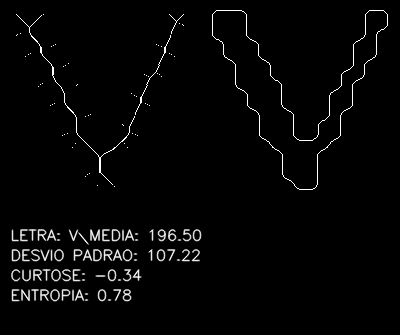 LETRA: V\MEDIA: 196.50
DESVIO PADRAO: 107.22
CURTOSE: -0.34
ENTROPIA: 0.78